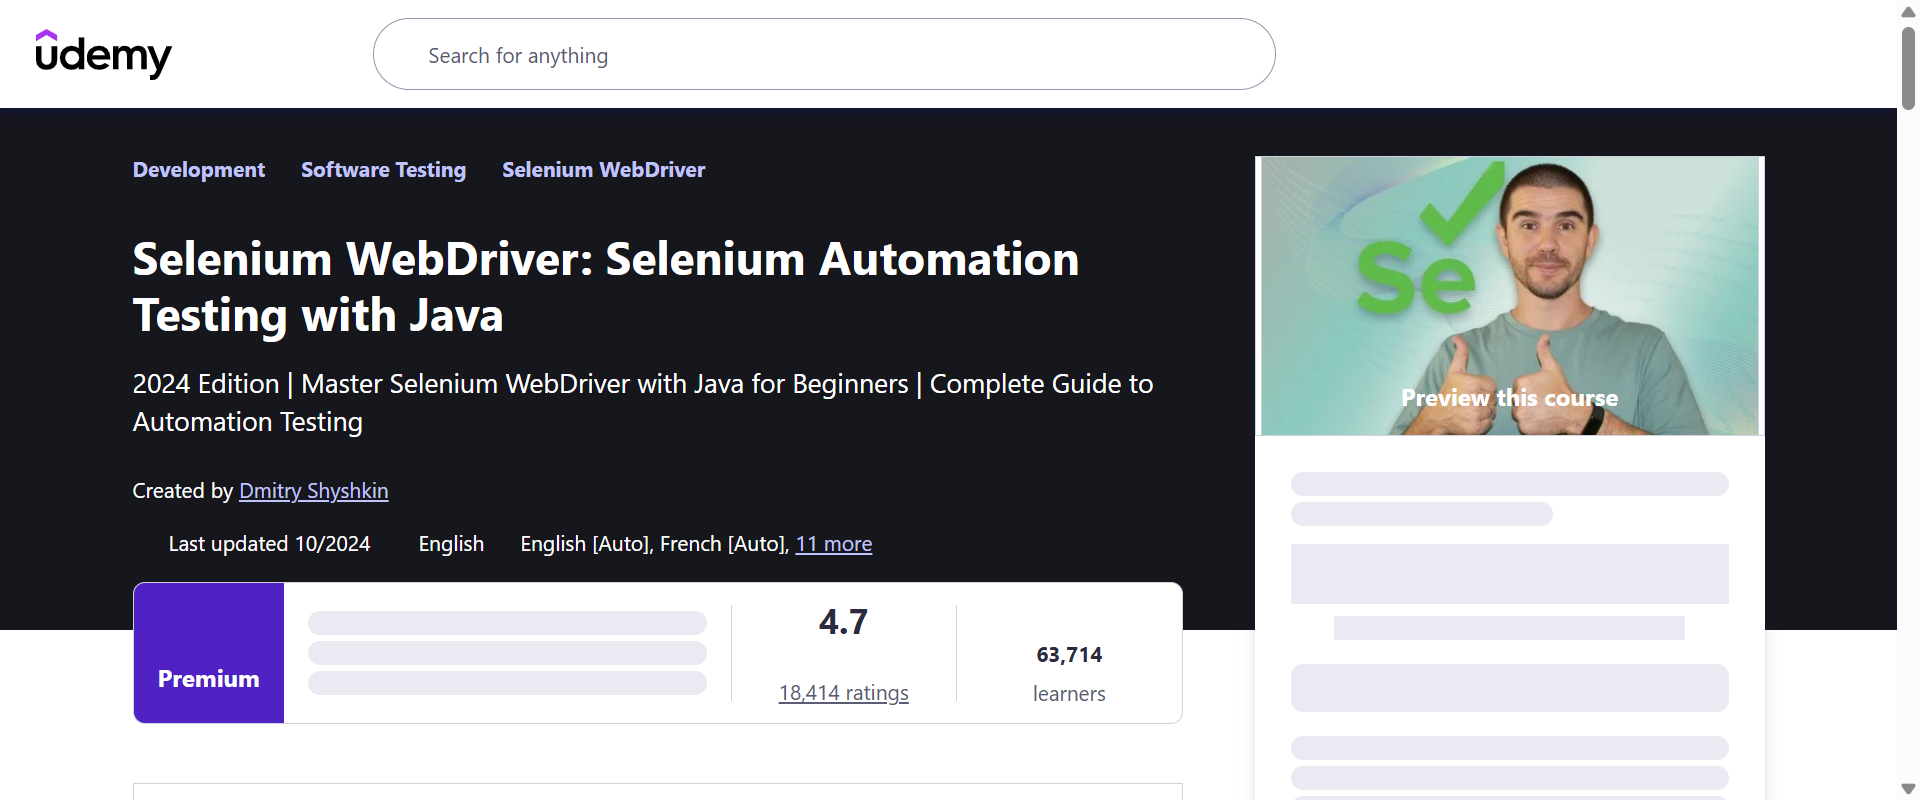 udemy
Search for anything
Development Software Testing Selenium WebDriver
Selenium WebDriver: Selenium Automation
Testing with Java
2024 Edition | Master Selenium WebDriver with Java for Beginners | Complete Guide to
Automation Testing
Created by Dmitry Shyshkin
Last updated 10/2024 English English [Auto], French [Auto], 11 more
Premium
4.7
18,414 ratings
63,714
learners
Se
Preview this course